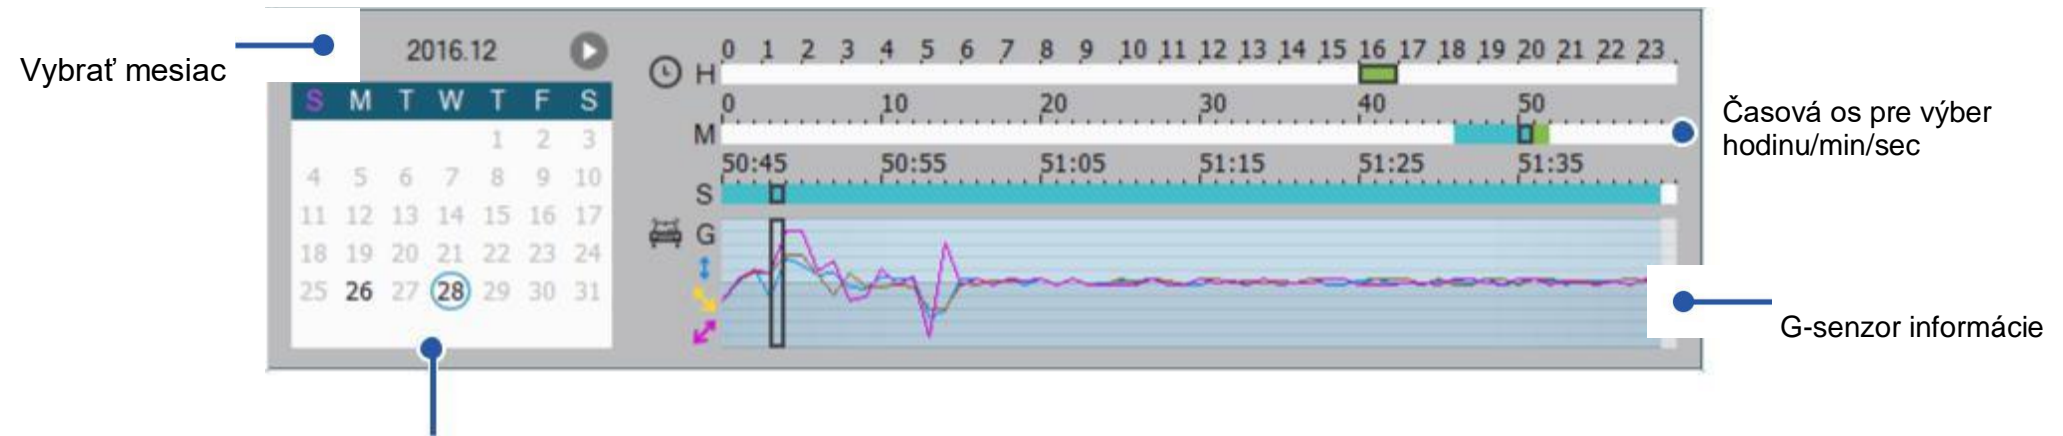 Vybrať mesiac
2016.12
S M T W T F S
1 2 3
4 5 6 7 8 9 10
11 12 13 14 15 16 17
18 19 20 21 22 23 24
25 26 27 28 29 30 31
0 1 2 3 4 5 6 7 8 9 10 11 12 13 14 15 16 17 18 19 20 21 22 23
H
0 10 20 30 40 50
M
50:45 50:55 51:05 51:15 51:25 51:35
S
G
Časová os pre výber
hodinu/min/sec
G-senzor informácie